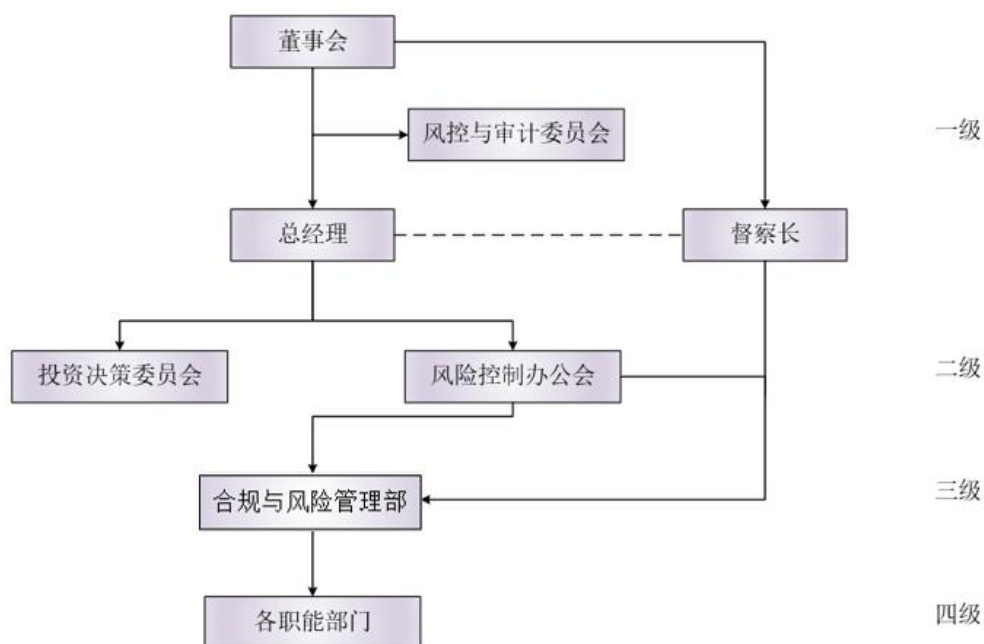 董事会
风控与审计委员会
一级
总经理
督察长
投资决策委员会
风险控制办公会
二级
合规与风险管理部
三级
各职能部门
四级